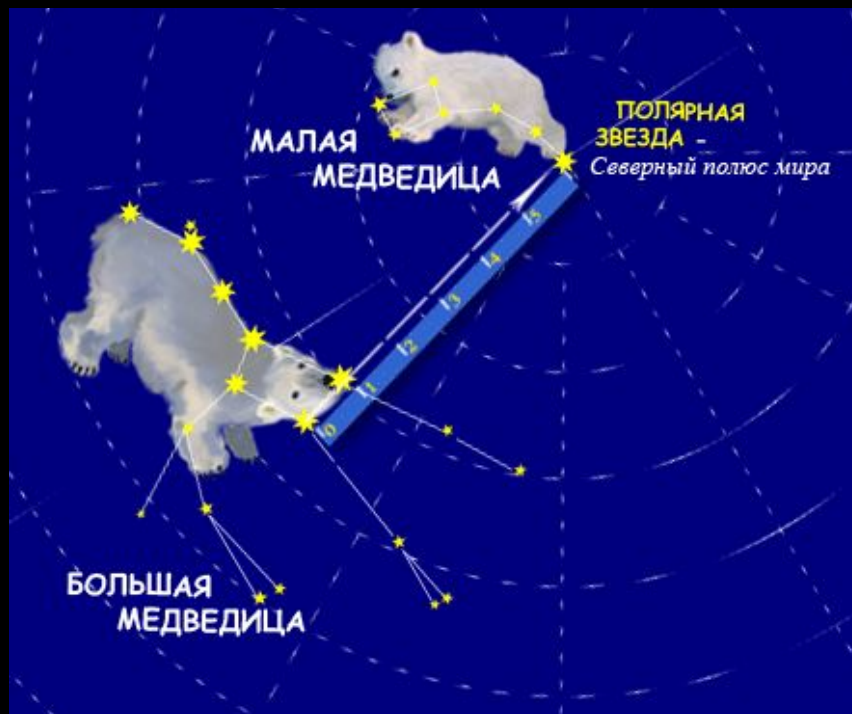 МАЛАЯ
МЕДВЕДИЦА
ПОЛЯРНАЯ
ЗВЕЗДА -
Северный полюс мира
0
1
2
3
4
5
БОЛЬШАЯ
МЕДВЕДИЦА